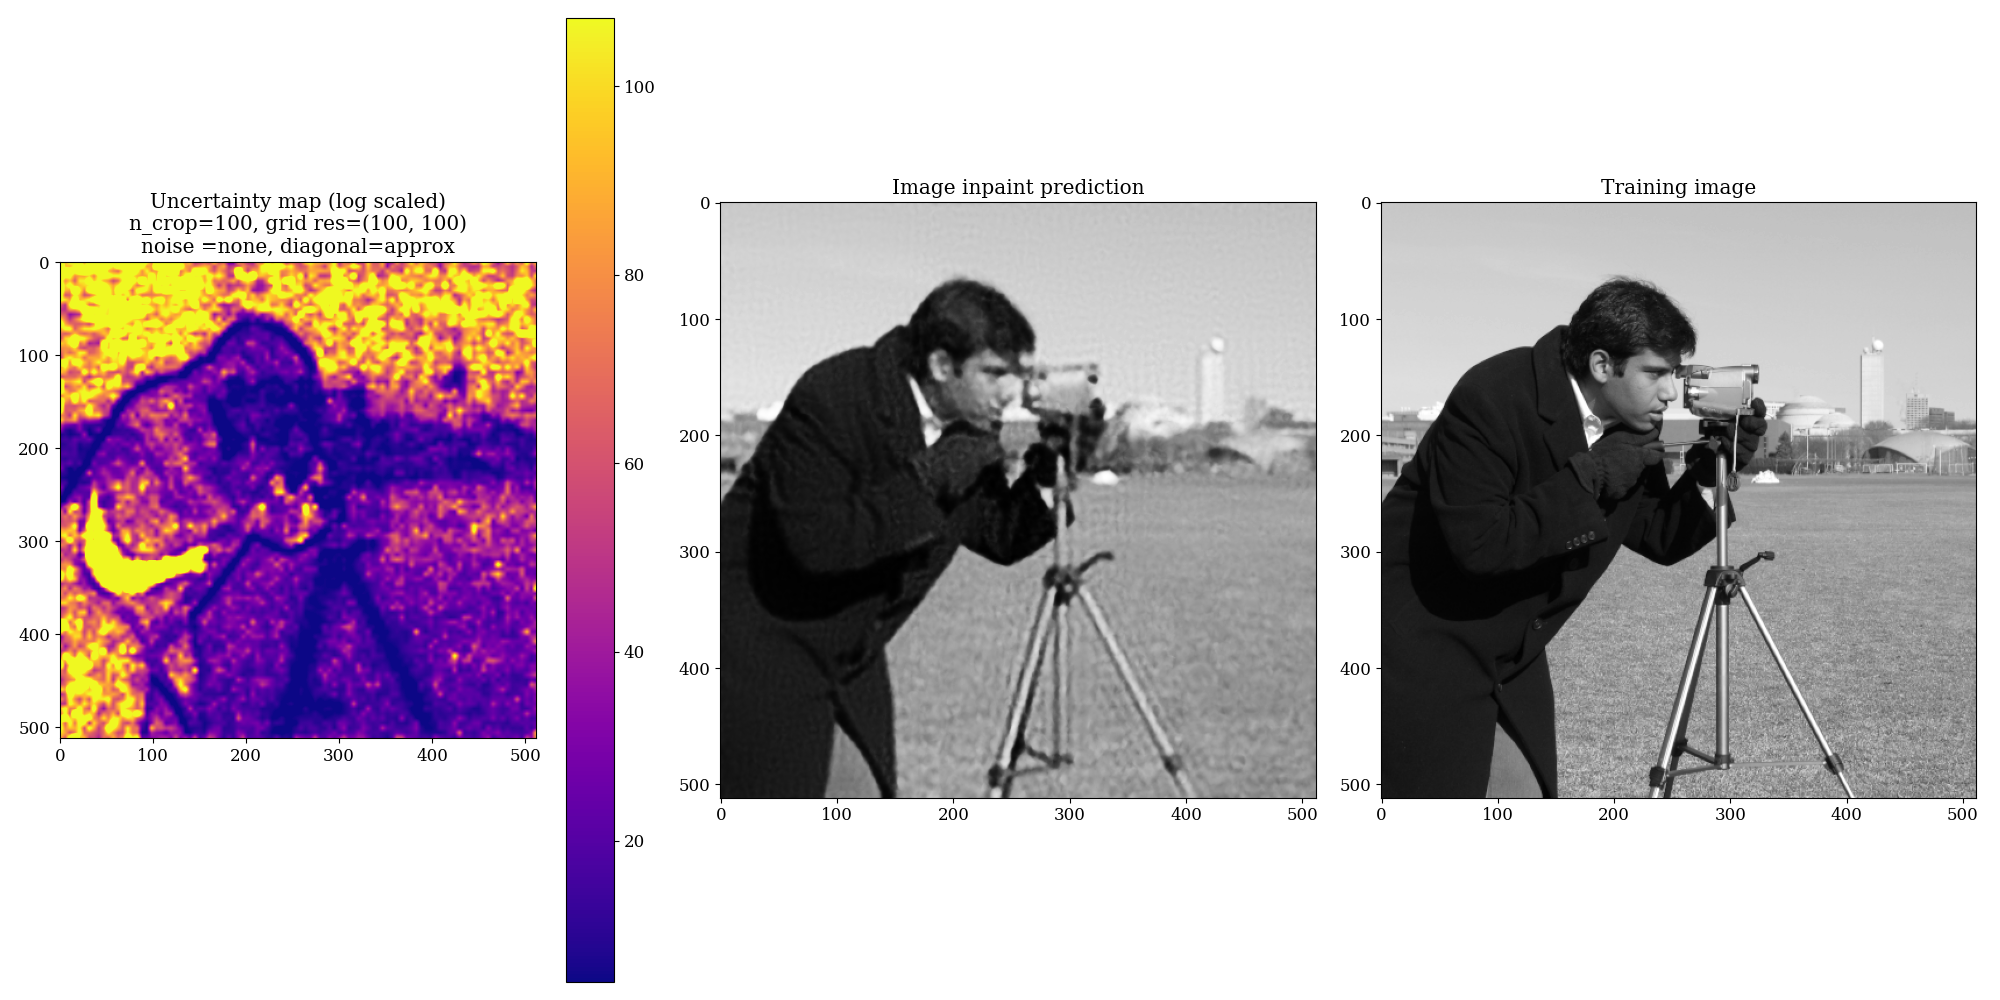 Uncertainty map (log scaled)
n_crop=100, grid res=(100, 100)
noise =none, diagonal=approx
0
100
200
300
400
500
0 100 200 300 400 500
100
80
60
40
20
Image inpaint prediction
0
100
200
300
400
500
0 100 200 300 400 500
Training image
0
100
200
300
400
500
0 100 200 300 400 500